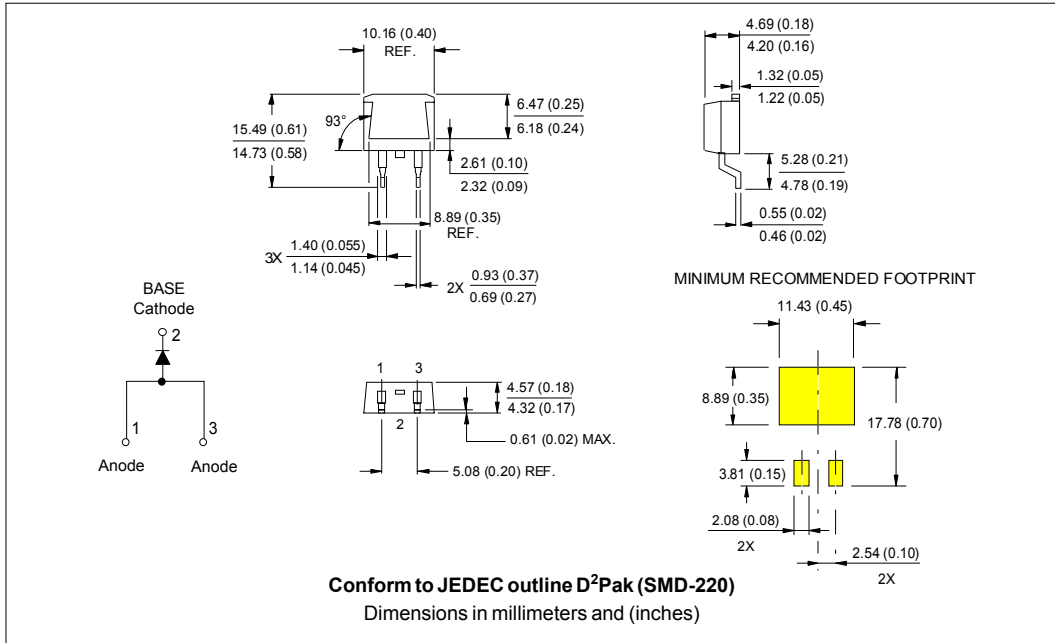 10.16 (0.40)
REF.
15.49 (0.61)
14.73 (0.58)
93°
6.47 (0.25)
6.18 (0.24)
2.61 (0.10)
2.32 (0.09)
8.89 (0.35)
REF.
3X
1.40 (0.055)
1.14 (0.045)
2X
0.93 (0.37)
0.69 (0.27)
4.69 (0.18)
4.20 (0.16)
1.32 (0.05)
1.22 (0.05)
5.28 (0.21)
4.78 (0.19)
0.55 (0.02)
0.46 (0.02)
BASE
Cathode
2
1
3
Anode
Anode
1
3
2
4.57 (0.18)
4.32 (0.17)
0.61 (0.02) MAX.
5.08 (0.20) REF.
MINIMUM RECOMMENDED FOOTPRINT
11.43 (0.45)
8.89 (0.35)
17.78 (0.70)
3.81 (0.15)
2.08 (0.08)
2X
2.54 (0.10)
2X
Conform to JEDEC outline D²Pak (SMD-220)
Dimensions in millimeters and (inches)